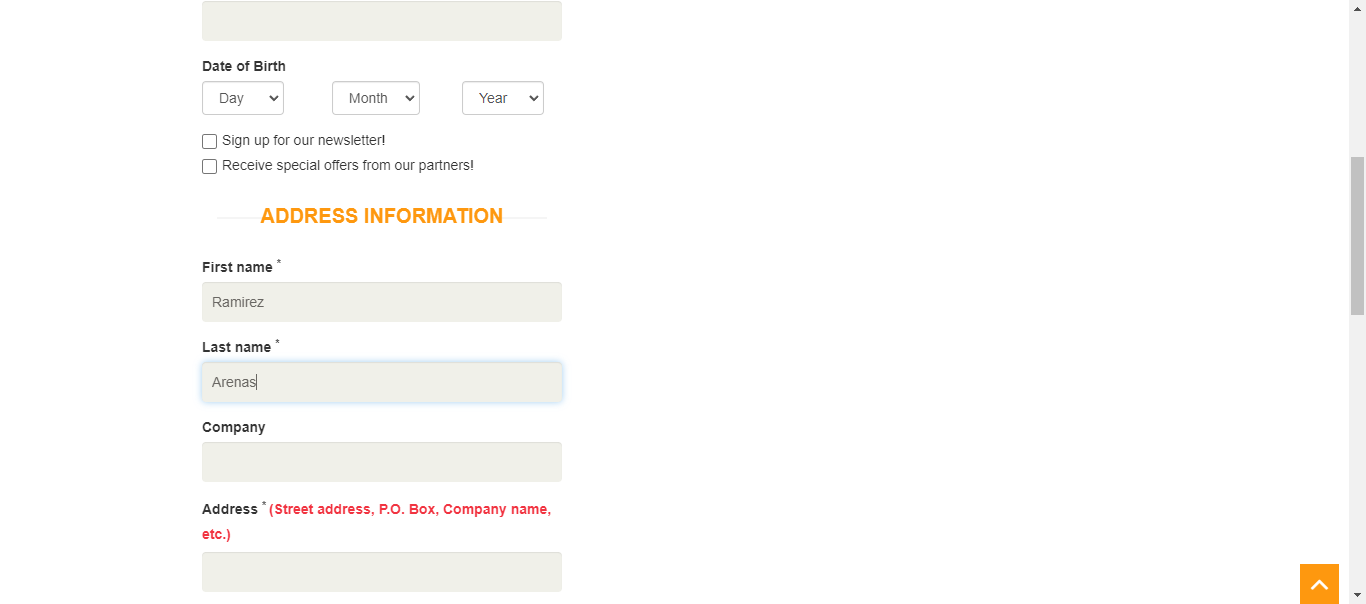 Date of Birth
Day Month Year
Sign up for our newsletter!
Receive special offers from our partners!
ADDRESS INFORMATION
First name *
Ramirez
Last name *
Arenas
Company
Address * (Street address, P.O. Box, Company name,
etc.)